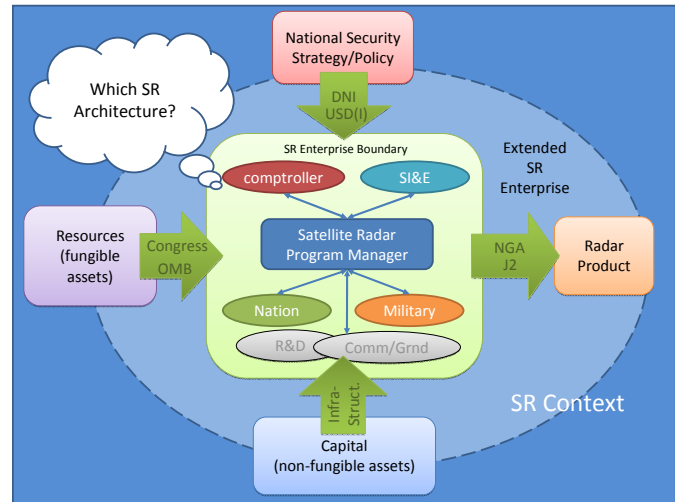 National Security
Strategy/Policy
Which SR
Architecture?
DNI
USD(I)
SR Enterprise Boundary
comptroller
SI&E
Extended
SR
Enterprise
Resources
(fungible
assets)
Congress
OMB
Satellite Radar
Program Manager
NGA
J2
Radar
Product
Nation
Military
R&D
Comm/Grnd
Infra-
Struct.
SR Context
Capital
(non-fungible assets)